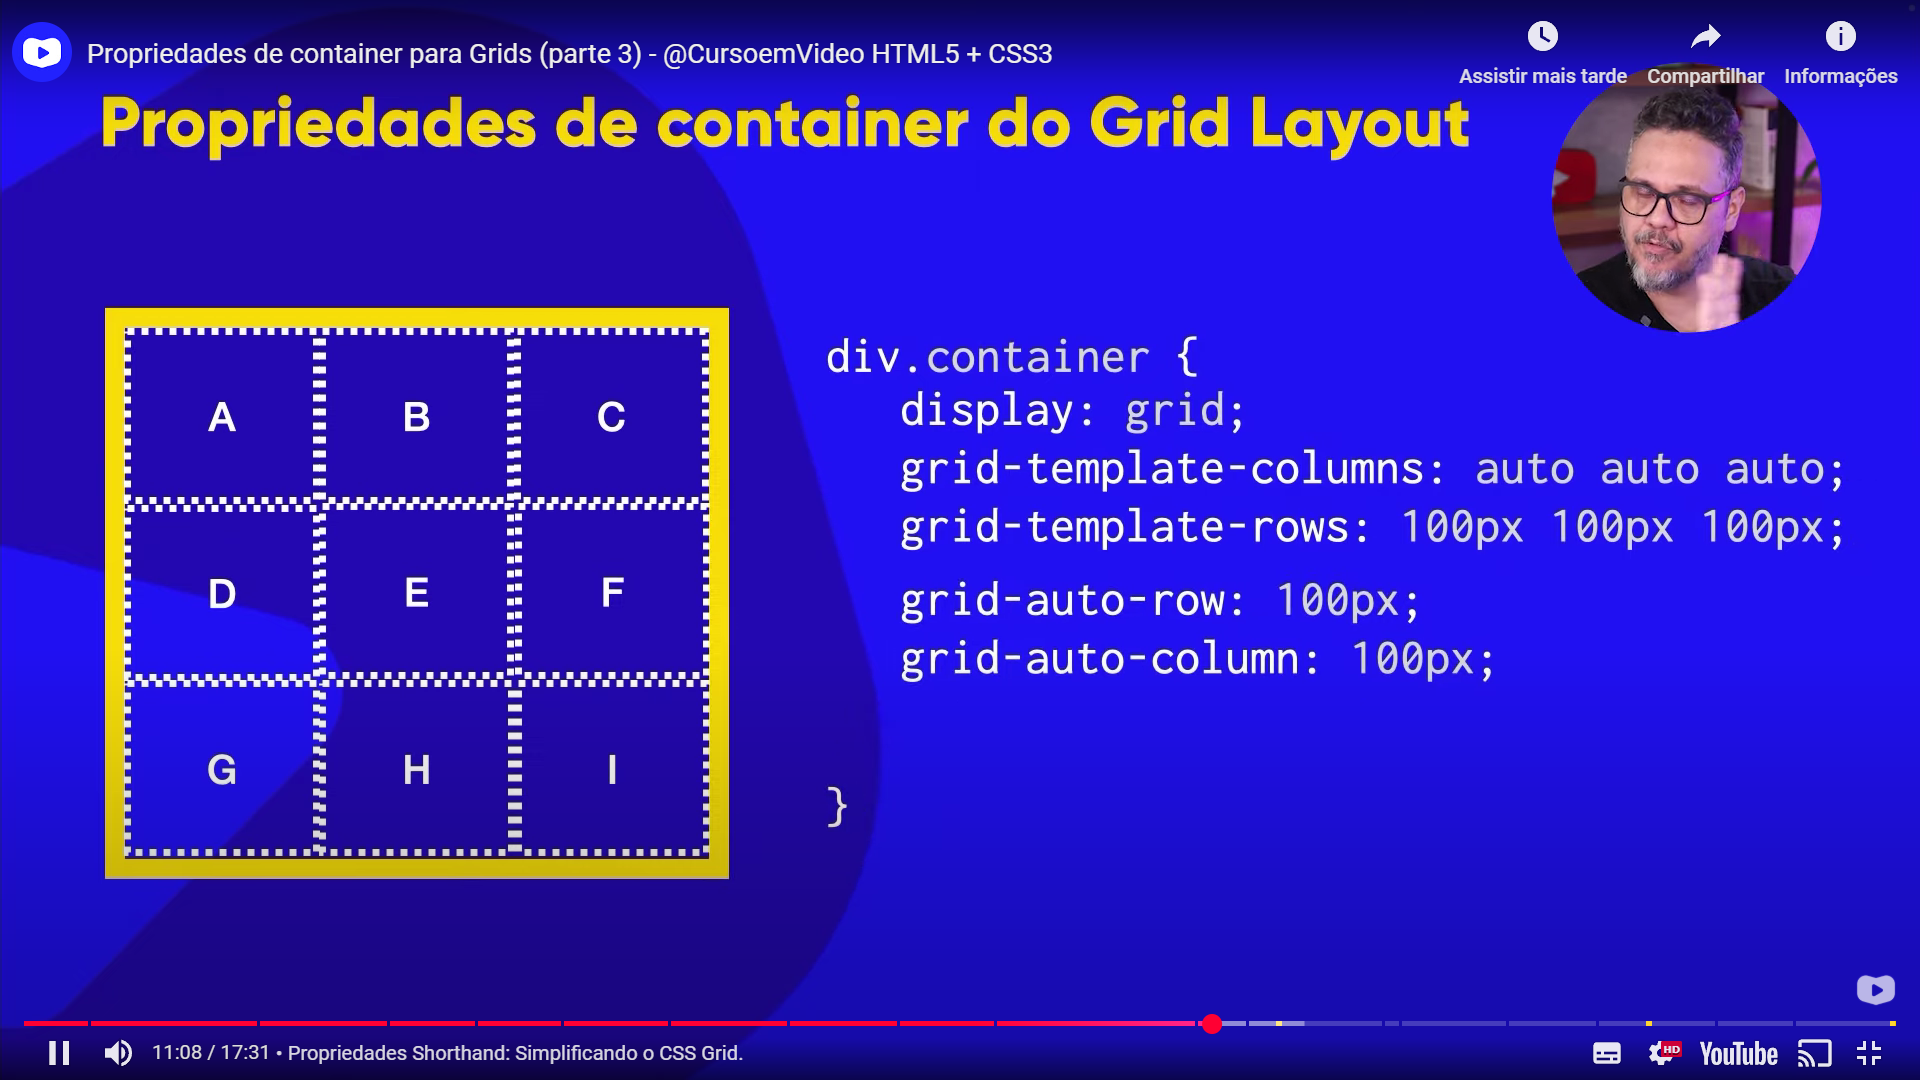 Propriedades de container para Grids (parte 3) - @CursoemVideo HTML5 + CSS3
Assistir mais tarde
Compartilhar
Informações
Propriedades de container do Grid Layout
A B C
D E F
G H I
div.container {
display: grid;
grid-template-columns: auto auto auto;
grid-template-rows: 100px 100px 100px;
grid-auto-row: 100px;
grid-auto-column: 100px;
}
11:08 / 17:31 • Propriedades Shorthand: Simplificando o CSS Grid.
HD
YouTube